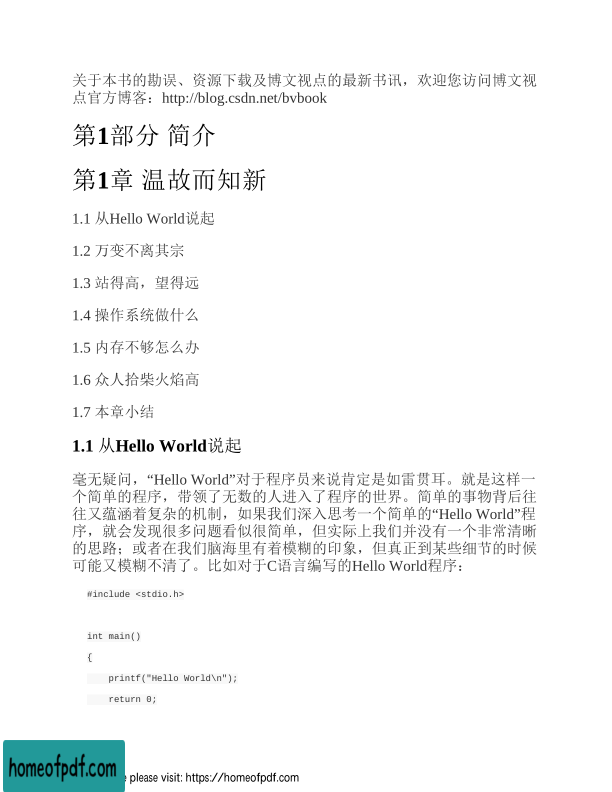 关于本书的勘误、资源下载及博文视点的最新书讯，欢迎您访问博文视
点官方博客：http://blog.csdn.net/bvbook
第1部分 简介
第1章 温故而知新
1.1 从Hello World说起
1.2 万变不离其宗
1.3 站得高，望得远
1.4 操作系统做什么
1.5 内存不够怎么办
1.6 众人拾柴火焰高
1.7 本章小结
1.1 从Hello World说起
毫无疑问，“Hello World”对于程序员来说肯定是如雷贯耳。就是这样一
个简单的程序，带领了无数的人进入了程序的世界。简单的事物背后往
往又蕴涵着复杂的机制，如果我们深入思考一个简单的“Hello World”程
序，就会发现很多问题看似很简单，但实际上我们并没有一个非常清晰
的思路；或者在我们脑海里有着模糊的印象，但真正到某些细节的时候
可能又模糊不清了。比如对于C语言编写的Hello World程序：
#include <stdio.h>
int main()
{
    printf("Hello World\n");
    return 0;
homeofpdf.com
please visit: https://homeofpdf.com